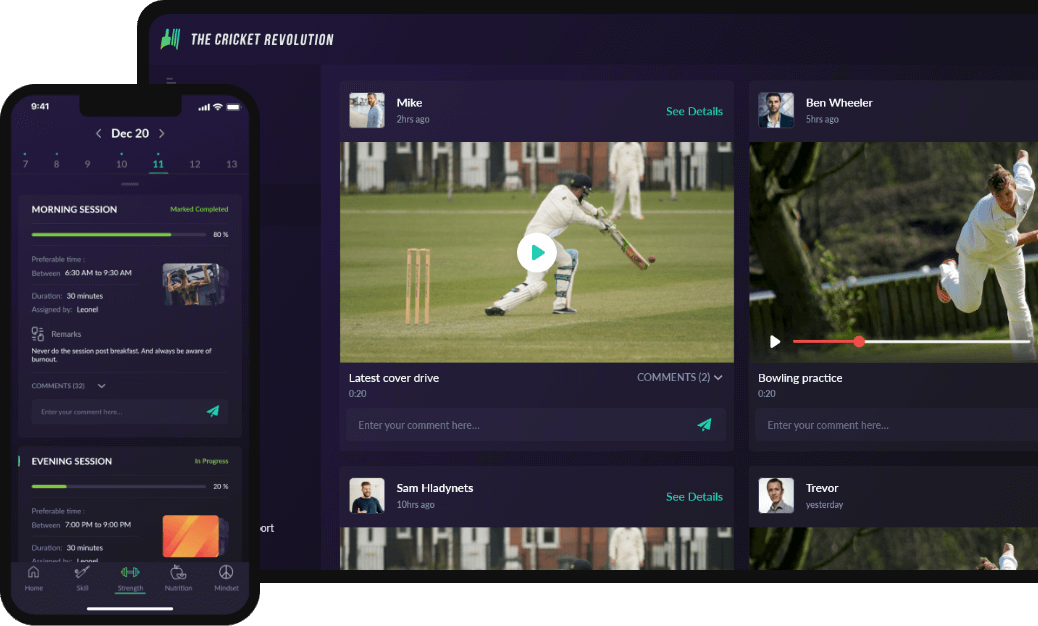 THE CRICKET REVOLUTION
Mike
2hrs ago
See Details
Latest cover drive
0:20
COMMENTS (2)
Enter your comment here...
Ben Wheeler
5hrs ago
Bowling practice
0:20
Enter your comment here...
Sam Hladynets
10hrs ago
See Details
Trevor
yesterday
ort
9:41
Dec 20
7 8 9 10 11 12 13
MORNING SESSION
Marked Completed
80 %
Preferable time :
Between 6:30 AM to 9:30 AM
Duration: 30 minutes
Assigned by: Leonel
Remarks
Never do the session post breakfast. And always be aware of
burnout.
COMMENTS (32)
Enter your comment here...
EVENING SESSION
In Progress
20 %
Preferable time :
Between 7:00 PM to 9:00 PM
Duration: 30 minutes
Assigned by: Leonel
Home Skill Strength Nutrition Mindset